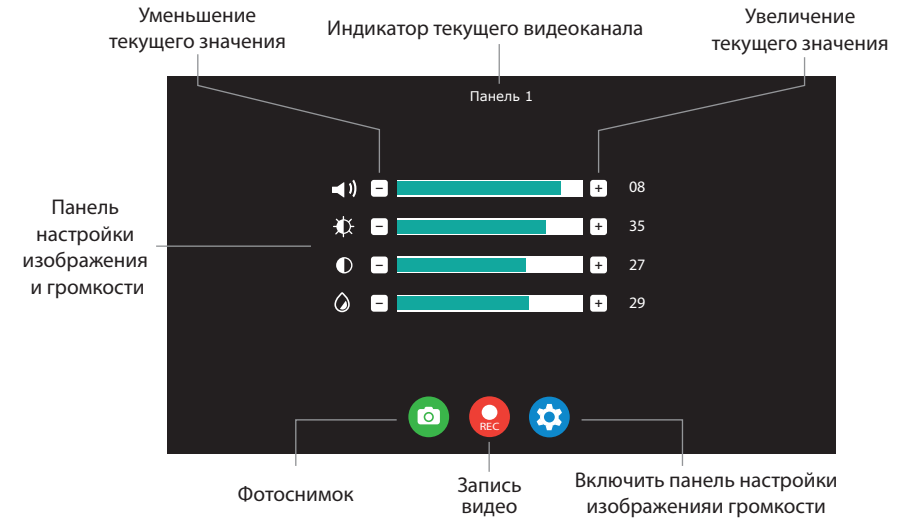 Уменьшение
текущего значения
Индикатор текущего видеоканала
Увеличение
текущего значения
Панель 1
08
35
27
29
Панель
настройки
изображения
и громкости
REC
Фотоснимок
Запись
видео
Включить панель настройки
изображенияи громкости